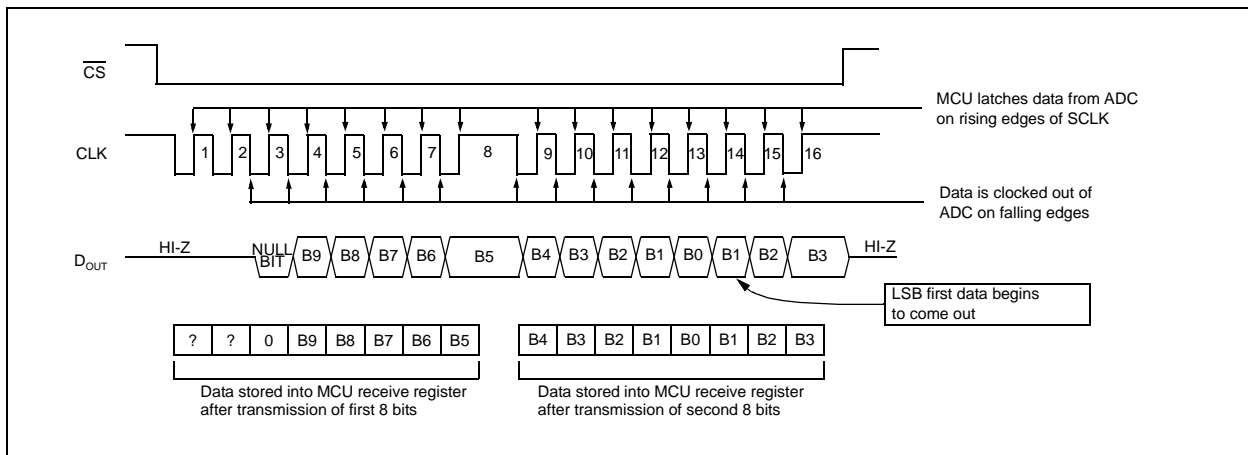 CS
MCU latches data from ADC
on rising edges of SCLK
CLK
1 2 3 4 5 6 7 8 9 10 11 12 13 14 15 16
Data is clocked out of
ADC on falling edges
HI-Z
NULL
BIT
B9 B8 B7 B6 B5 B4 B3 B2 B1 B0 B1 B2 B3
HI-Z
DOUT
LSB first data begins
to come out
? ? 0 B9 B8 B7 B6 B5
B4 B3 B2 B1 B0 B1 B2 B3
Data stored into MCU receive register
after transmission of first 8 bits
Data stored into MCU receive register
after transmission of second 8 bits